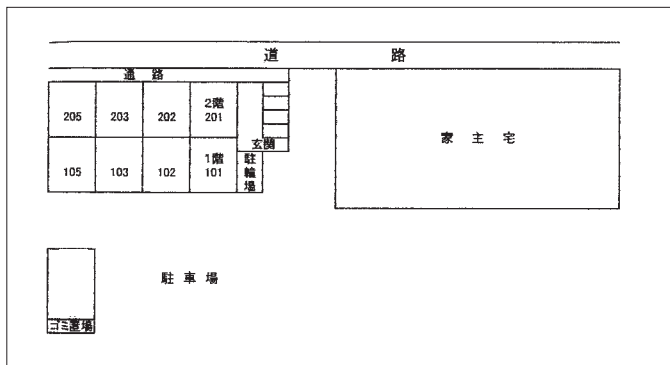 道 路
通 路
205 203 202 2階
201
玄関
105 103 102 1階
101
駐輪場
家 主 宅
駐 車 場
ゴミ置場